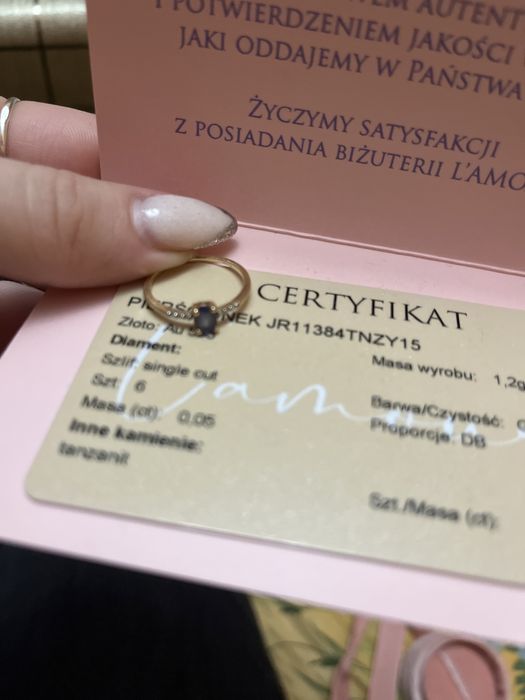 I POTWIERDZENIEM JAKOŚCI
JAKI ODDAJEMY W PAŃSTWA
ŻYCZYMY SATYSFAKCJI
Z POSIADANIA BIŻUTERII L'AMO
CERTYFIKAT
JR11384TNZY15
Złoto: Au
Masa wyrobu: 1,2g
Diament:
Szlif: single cut
Barwa/Czystość:
Szt. 6
Proporcje: DB
Masa (ct): 0,05
Inne kamienie:
tanzanit
Szt./Masa (ct):